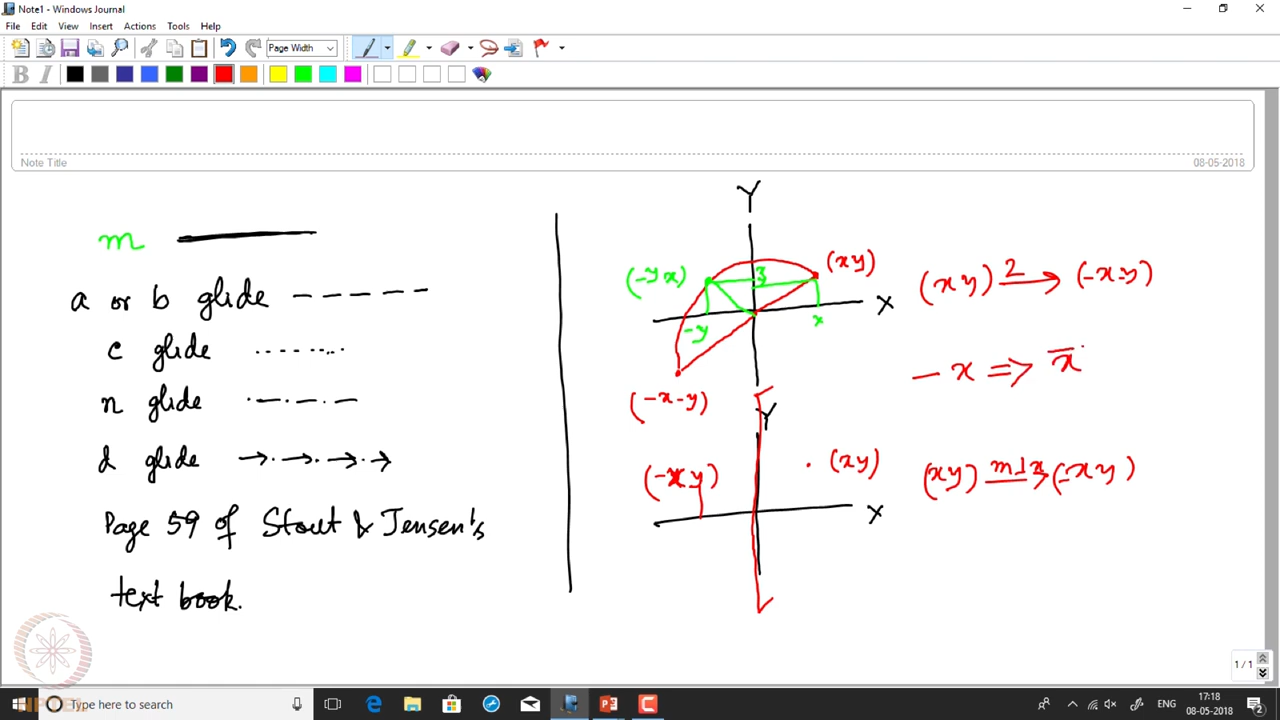 Note1 - Windows Journal
File Edit View Insert Actions Tools Help
Page Width
B I
Note Title
08-05-2018
m
a or b glide
c glide
n glide
d glide
Page 59 of Stout & Jensen's
text book.
Y
(-y x)
(x y)
X
-y
x
(-x -y)
(x y) 2 → (-x -y)
- x => x̄
Y
(-x y)
(x y)
X
(x y) m⊥x → (-x y)
1 / 1
Type here to search
ENG
17:18
08-05-2018
2